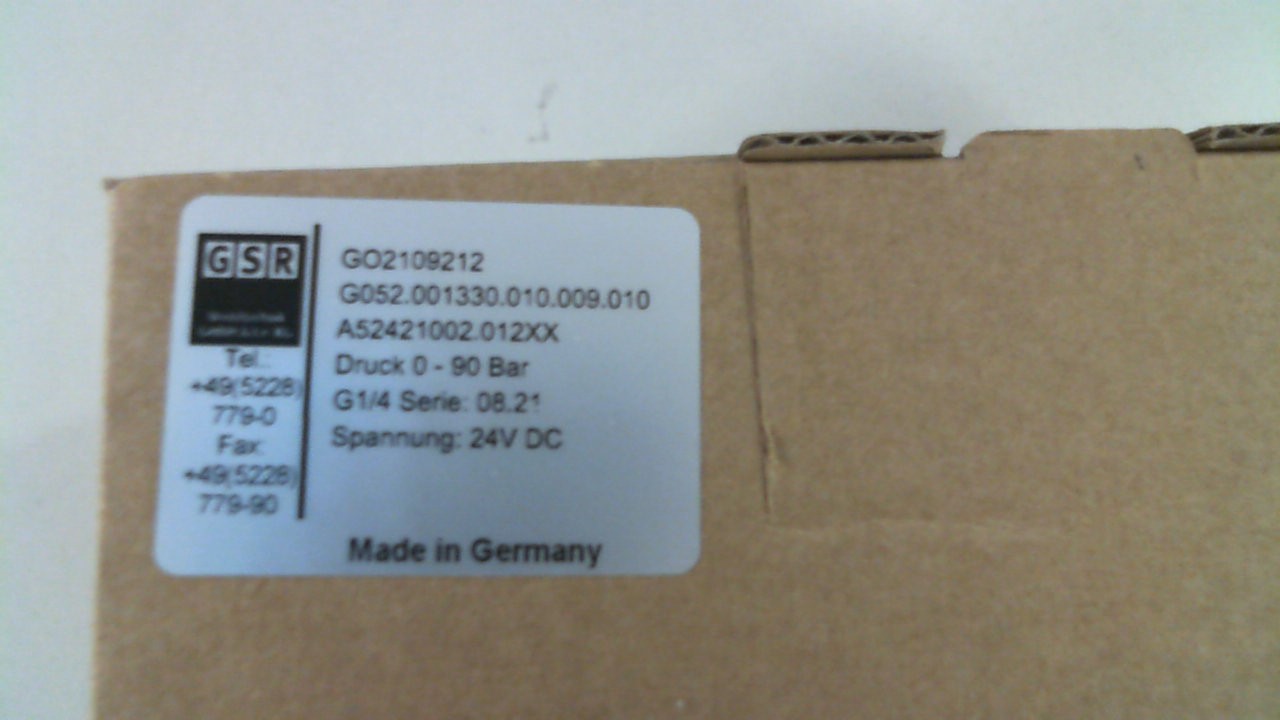 GSR
Tel.:
+49(5228)
779-0
Fax:
+49(5228)
779-90
GO2109212
G052.001330.010.009.010
A52421002.012XX
Druck 0 - 90 Bar
G1/4 Serie: 08.21
Spannung: 24V DC
Made in Germany